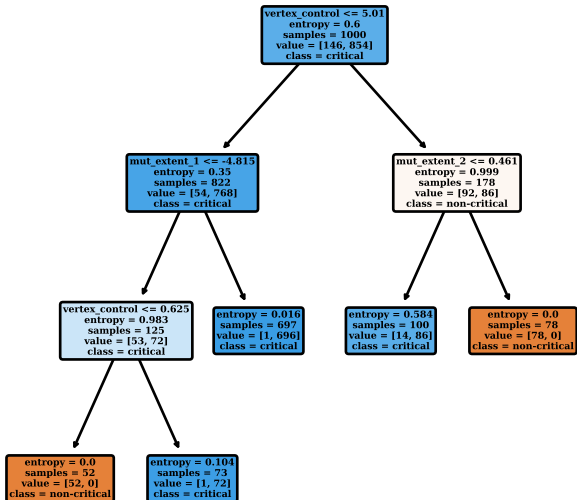 vertex_control <= 5.01
entropy = 0.6
samples = 1000
value = [146, 854]
class = critical
mut_extent_1 <= -4.815
entropy = 0.35
samples = 822
value = [54, 768]
class = critical
mut_extent_2 <= 0.461
entropy = 0.999
samples = 178
value = [92, 86]
class = non-critical
vertex_control <= 0.625
entropy = 0.983
samples = 125
value = [53, 72]
class = critical
entropy = 0.016
samples = 697
value = [1, 696]
class = critical
entropy = 0.584
samples = 100
value = [14, 86]
class = critical
entropy = 0.0
samples = 78
value = [78, 0]
class = non-critical
entropy = 0.0
samples = 52
value = [52, 0]
class = non-critical
entropy = 0.104
samples = 73
value = [1, 72]
class = critical